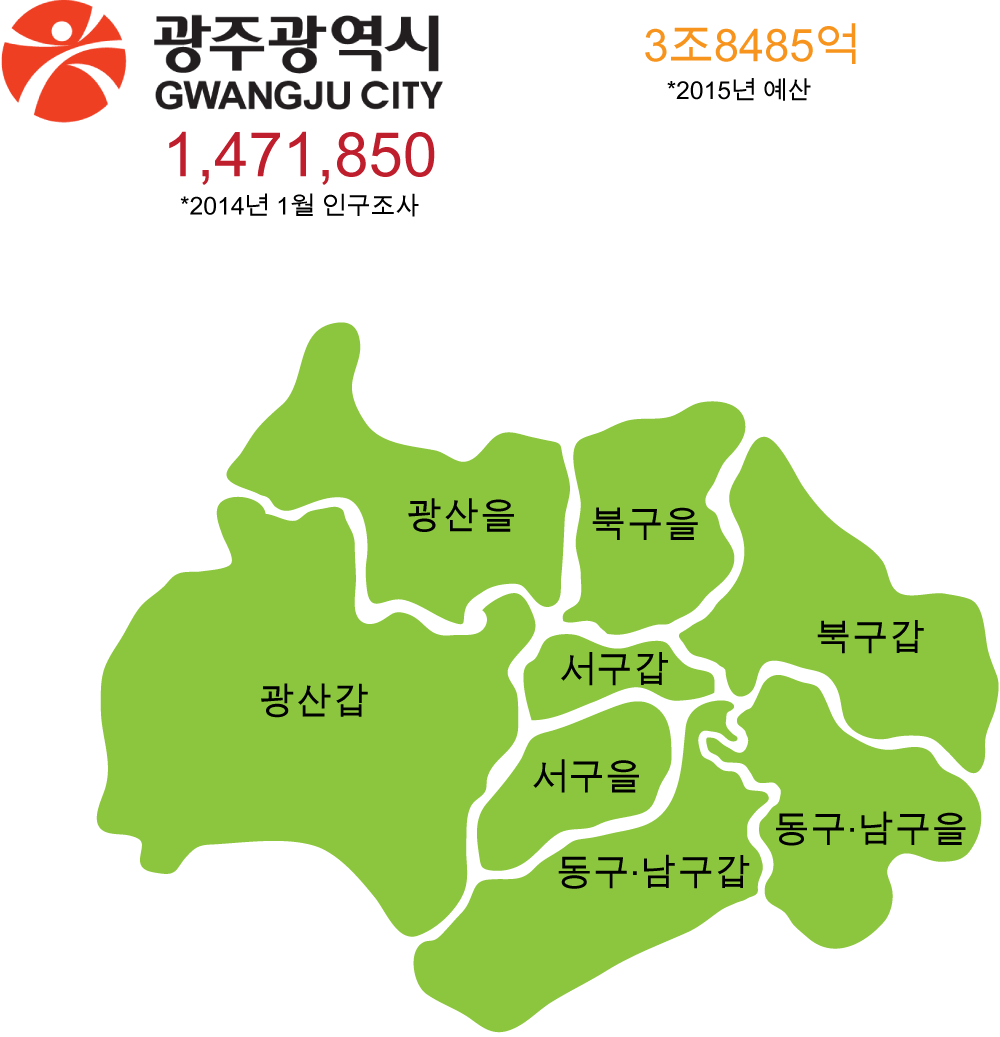 광주광역시
GWANGJU CITY
1,471,850
*2014년 1월 인구조사
3조8485억
*2015년 예산
광산을
북구을
북구갑
서구갑
광산갑
서구을
동구·남구을
동구·남구갑